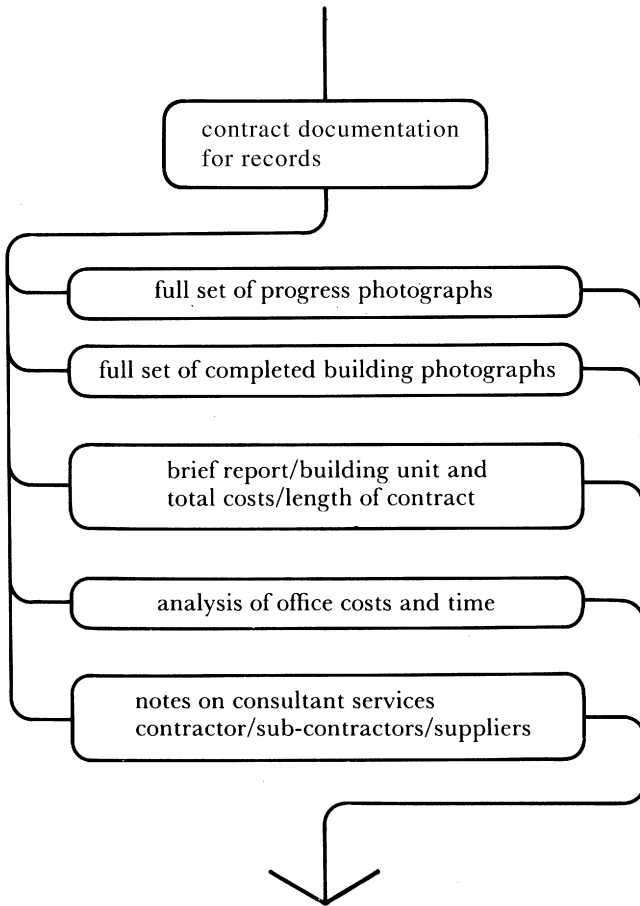 contract documentation
for records
full set of progress photographs
full set of completed building photographs
brief report/building unit and
total costs/length of contract
analysis of office costs and time
notes on consultant services
contractor/sub-contractors/suppliers